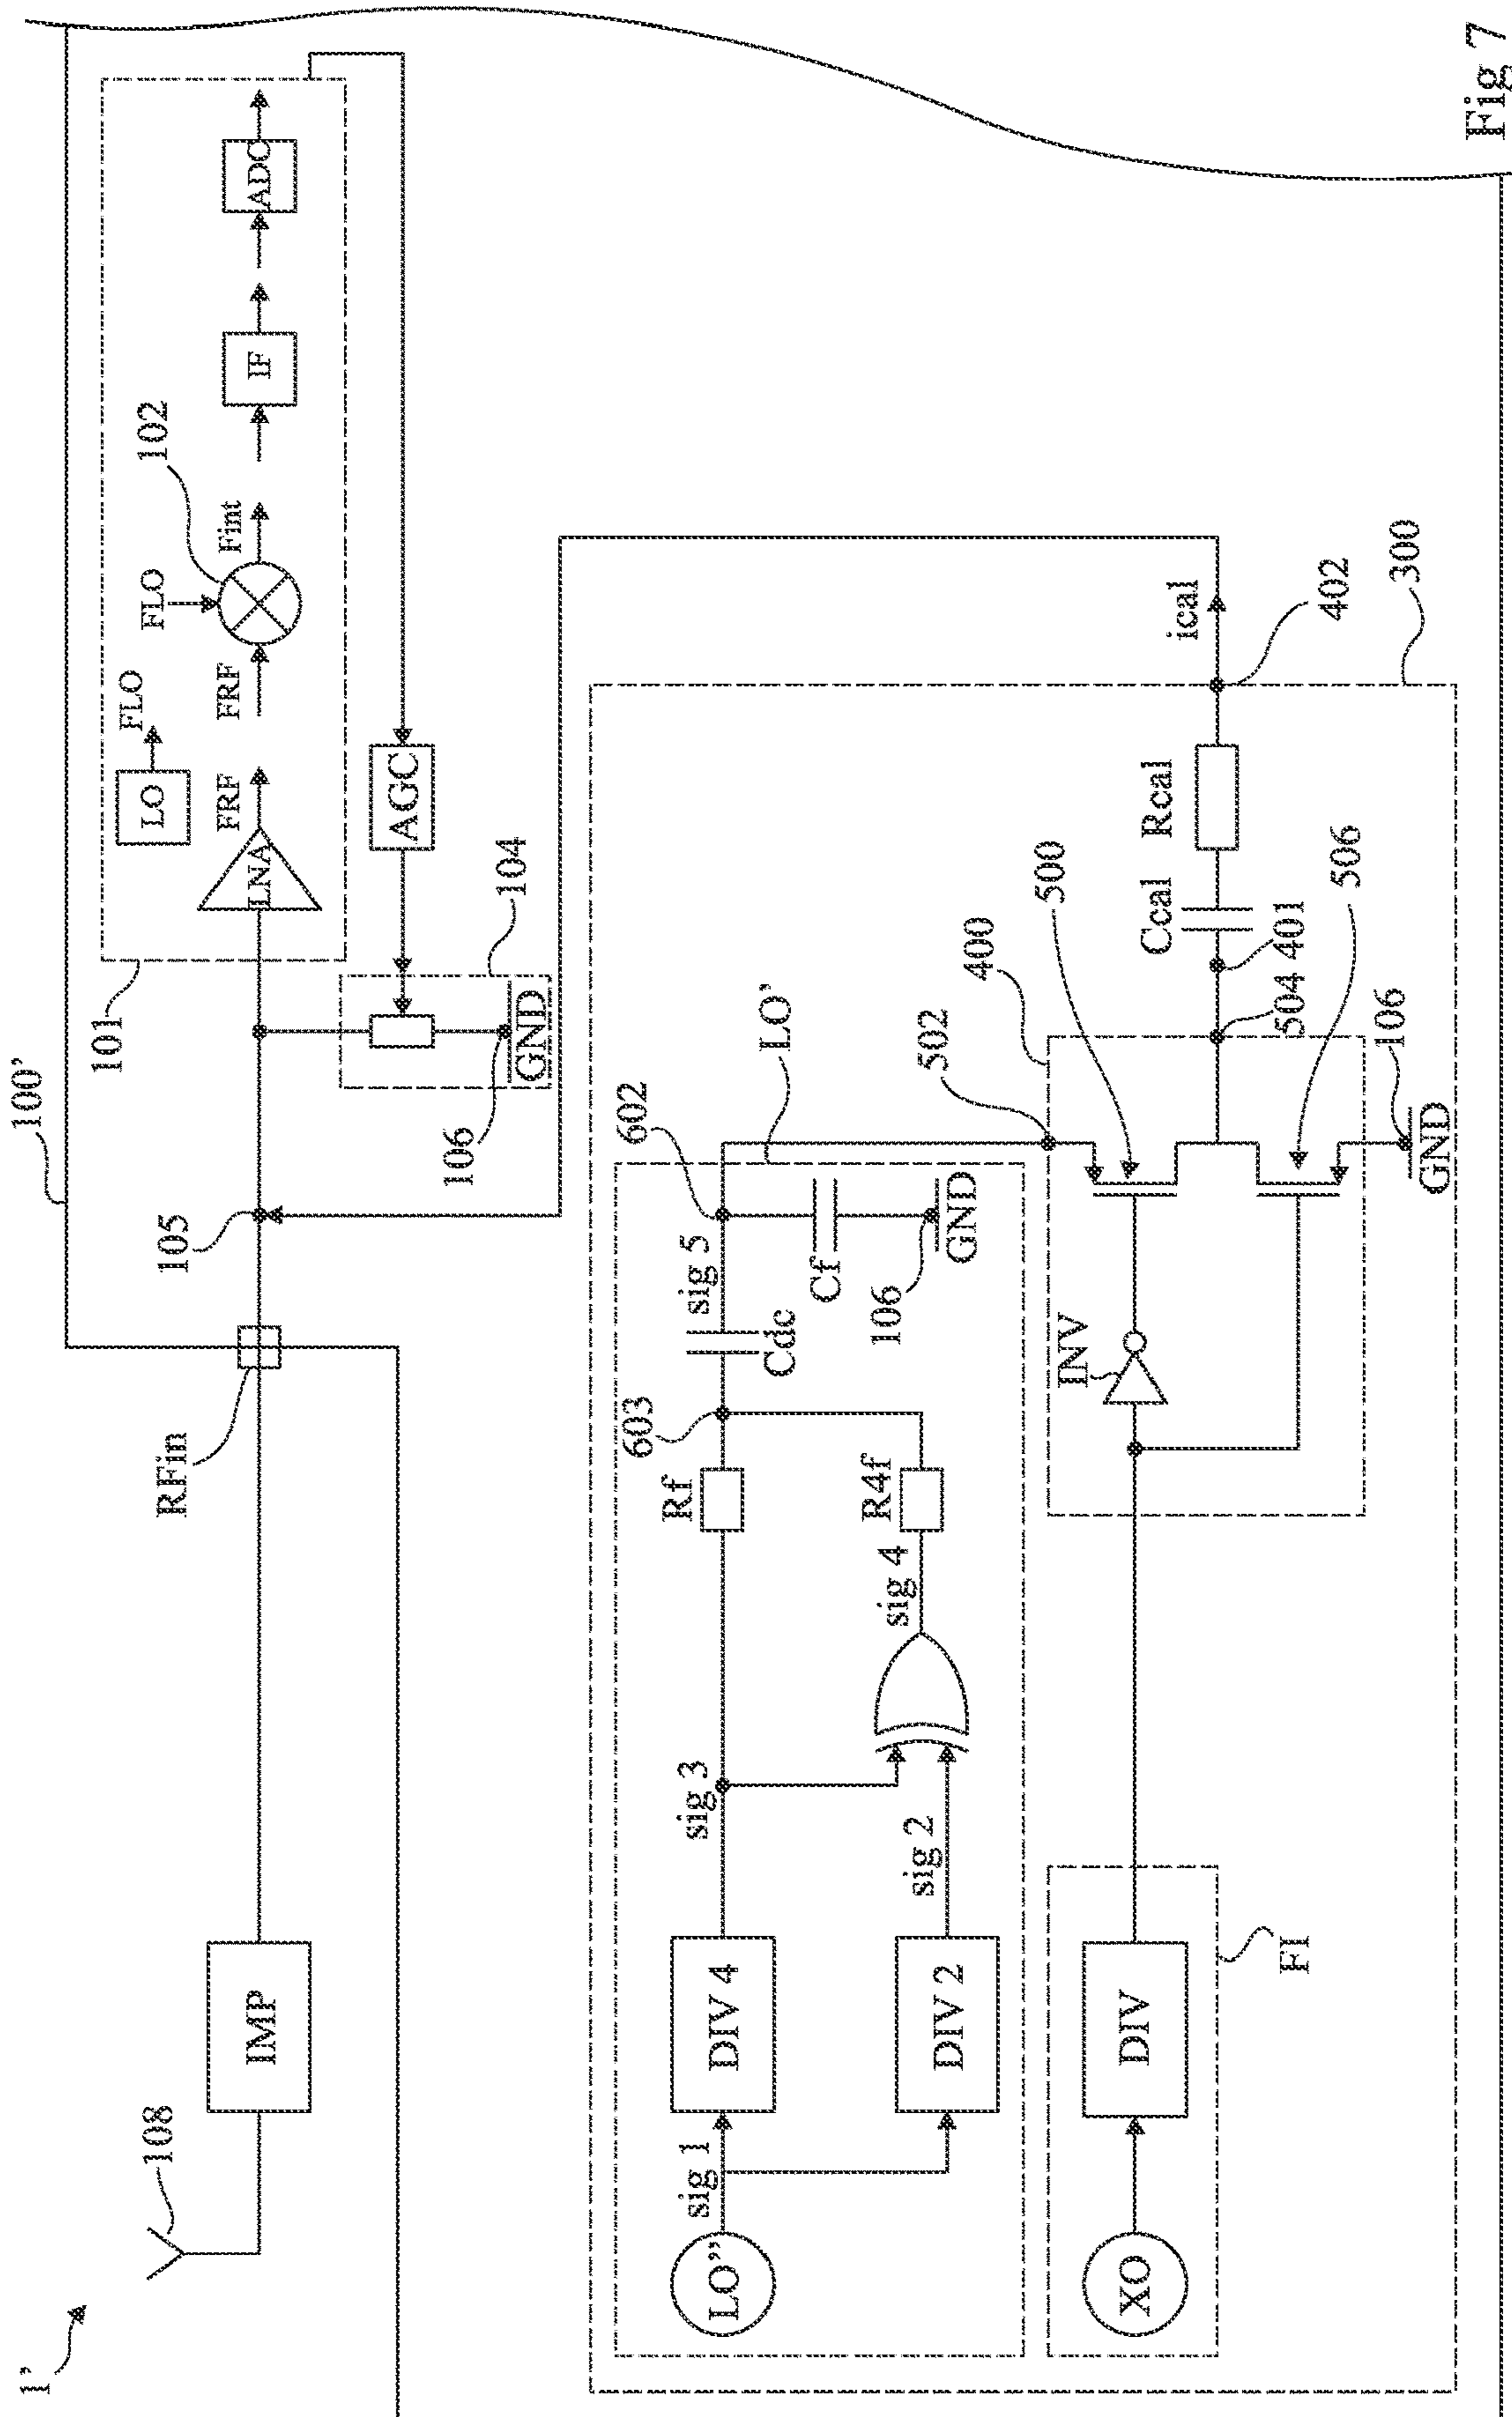 1'
100'
108
IMP
RFin
105
101
LNA
FRF
LO
FLO
FRF
FLO
102
Fint
IF
ADC
AGC
104
GND
106
LO"
sig 1
DIV 4
DIV 2
sig 3
sig 2
sig 4
Rf
R4f
603
Cdc
sig 5
602
Cf
106
GND
LO'
XO
DIV
FI
INV
502
400
500
504
401
506
106
GND
Ccal
Rcal
ical
402
300
Fig 7